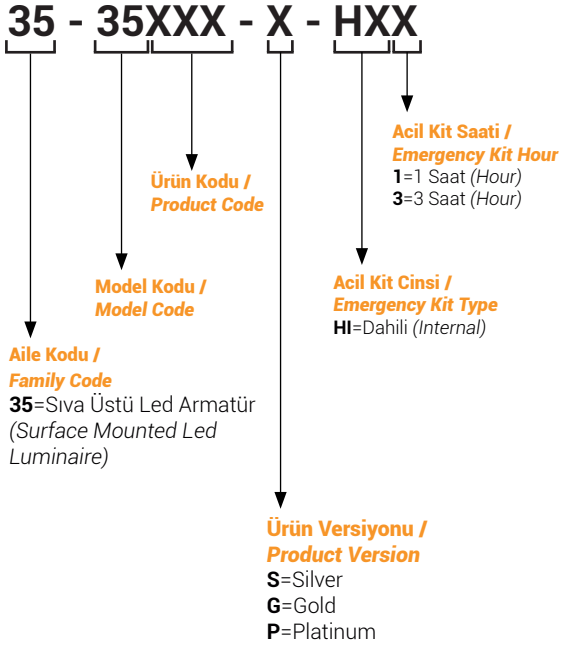 35 - 35XXX - X - HXX
Acil Kit Saati /
Emergency Kit Hour
1=1 Saat (Hour)
3=3 Saat (Hour)
Ürün Kodu /
Product Code
Model Kodu /
Model Code
Acil Kit Cinsi /
Emergency Kit Type
HI=Dahili (Internal)
Aile Kodu /
Family Code
35=Sıva Üstü Led Armatür
(Surface Mounted Led
Luminaire)
Ürün Versiyonu /
Product Version
S=Silver
G=Gold
P=Platinum